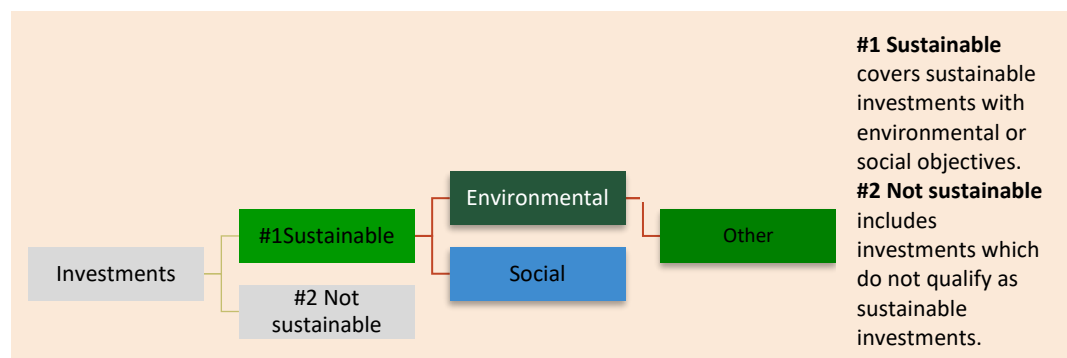 Investments
#1Sustainable
#2 Not
sustainable
Environmental
Social
Other
#1 Sustainable
covers sustainable
investments with
environmental or
social objectives.
#2 Not sustainable
includes
investments which
do not qualify as
sustainable
investments.